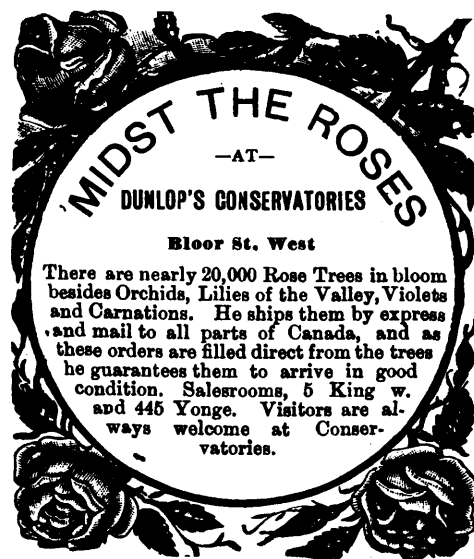 'MIDST THE ROSES
—AT—
DUNLOP'S CONSERVATORIES
Bloor St. West
There are nearly 20,000 Rose Trees in bloom
besides Orchids, Lilies of the Valley, Violets
and Carnations. He ships them by express
and mail to all parts of Canada, and as
these orders are filled direct from the trees
he guarantees them to arrive in good
condition. Salesrooms, 5 King w.
and 445 Yonge. Visitors are al-
ways welcome at Conser-
vatories.